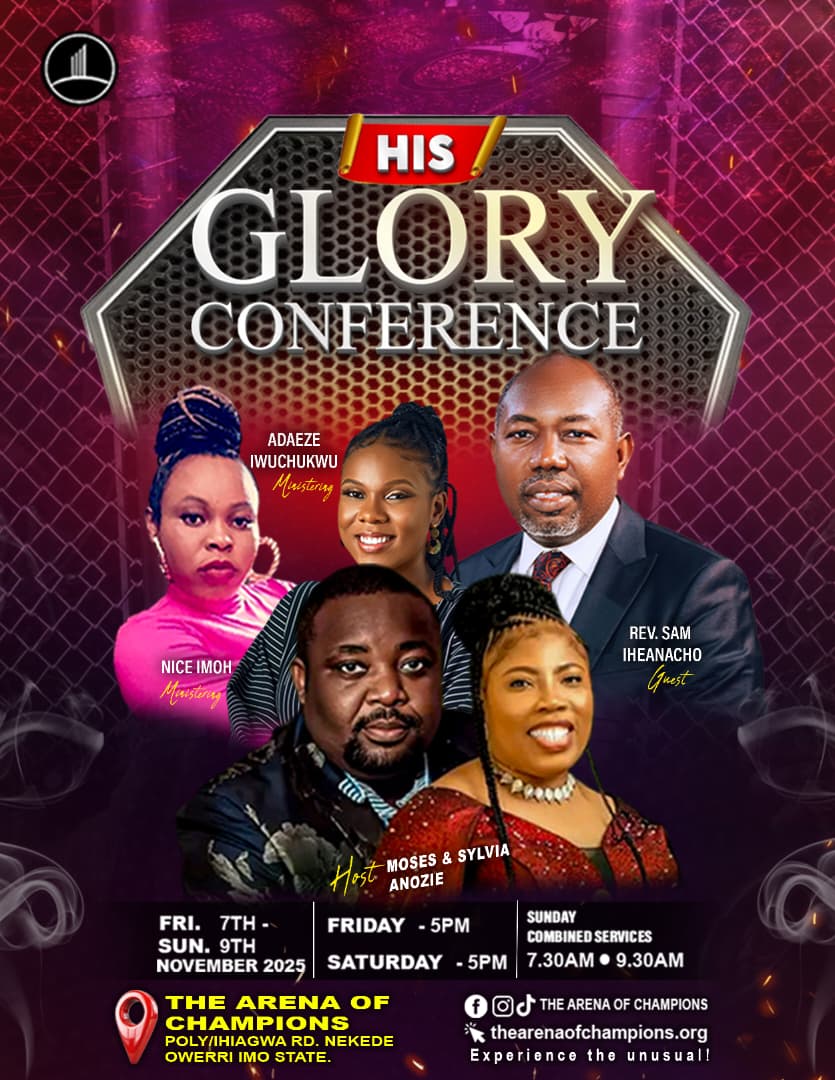 HIS
GLORY
CONFERENCE
ADAEZE
IWUCHUKWU
Ministering
NICE IMOH
Ministering
REV. SAM
IHEANACHO
Guest
Host MOSES & SYLVIA
ANOZIE
FRI. 7TH -
SUN. 9TH
NOVEMBER 2025
FRIDAY - 5PM
SATURDAY - 5PM
SUNDAY
COMBINED SERVICES
7.30AM ● 9.30AM
THE ARENA OF
CHAMPIONS
POLY/IHIAGWA RD. NEKEDE
OWERRI IMO STATE.
THE ARENA OF CHAMPIONS
thearenaofchampions.org
Experience the unusual!